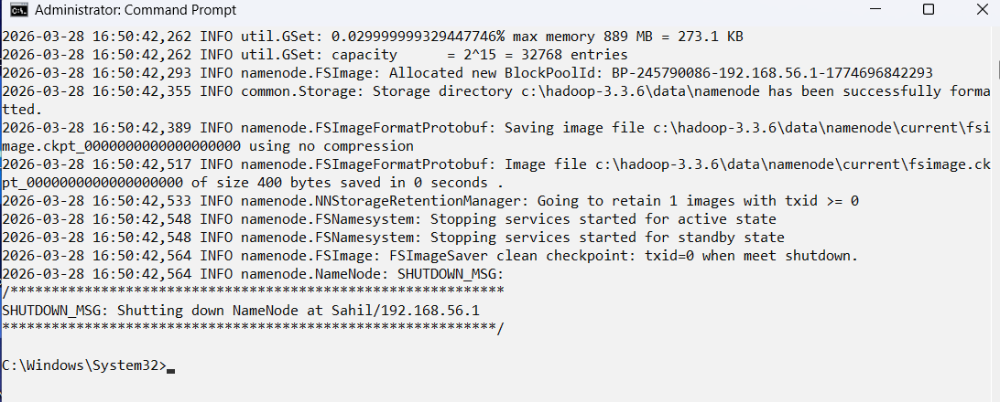 Administrator: Command Prompt
2026-03-28 16:50:42,262 INFO util.GSet: 0.029999999329447746% max memory 889 MB = 273.1 KB
2026-03-28 16:50:42,262 INFO util.GSet: capacity      = 2^15 = 32768 entries
2026-03-28 16:50:42,293 INFO namenode.FSImage: Allocated new BlockPoolId: BP-245790086-192.168.56.1-1774696842293
2026-03-28 16:50:42,355 INFO common.Storage: Storage directory c:\hadoop-3.3.6\data\namenode has been successfully forma
tted.
2026-03-28 16:50:42,389 INFO namenode.FSImageFormatProtobuf: Saving image file c:\hadoop-3.3.6\data\namenode\current\fsi
mage.ckpt_0000000000000000000 using no compression
2026-03-28 16:50:42,517 INFO namenode.FSImageFormatProtobuf: Image file c:\hadoop-3.3.6\data\namenode\current\fsimage.ck
pt_0000000000000000000 of size 400 bytes saved in 0 seconds .
2026-03-28 16:50:42,533 INFO namenode.NNStorageRetentionManager: Going to retain 1 images with txid >= 0
2026-03-28 16:50:42,548 INFO namenode.FSNamesystem: Stopping services started for active state
2026-03-28 16:50:42,548 INFO namenode.FSNamesystem: Stopping services started for standby state
2026-03-28 16:50:42,564 INFO namenode.FSImage: FSImageSaver clean checkpoint: txid=0 when meet shutdown.
2026-03-28 16:50:42,564 INFO namenode.NameNode: SHUTDOWN_MSG:
/************************************************************
SHUTDOWN_MSG: Shutting down NameNode at Sahil/192.168.56.1
************************************************************/
C:\Windows\System32>